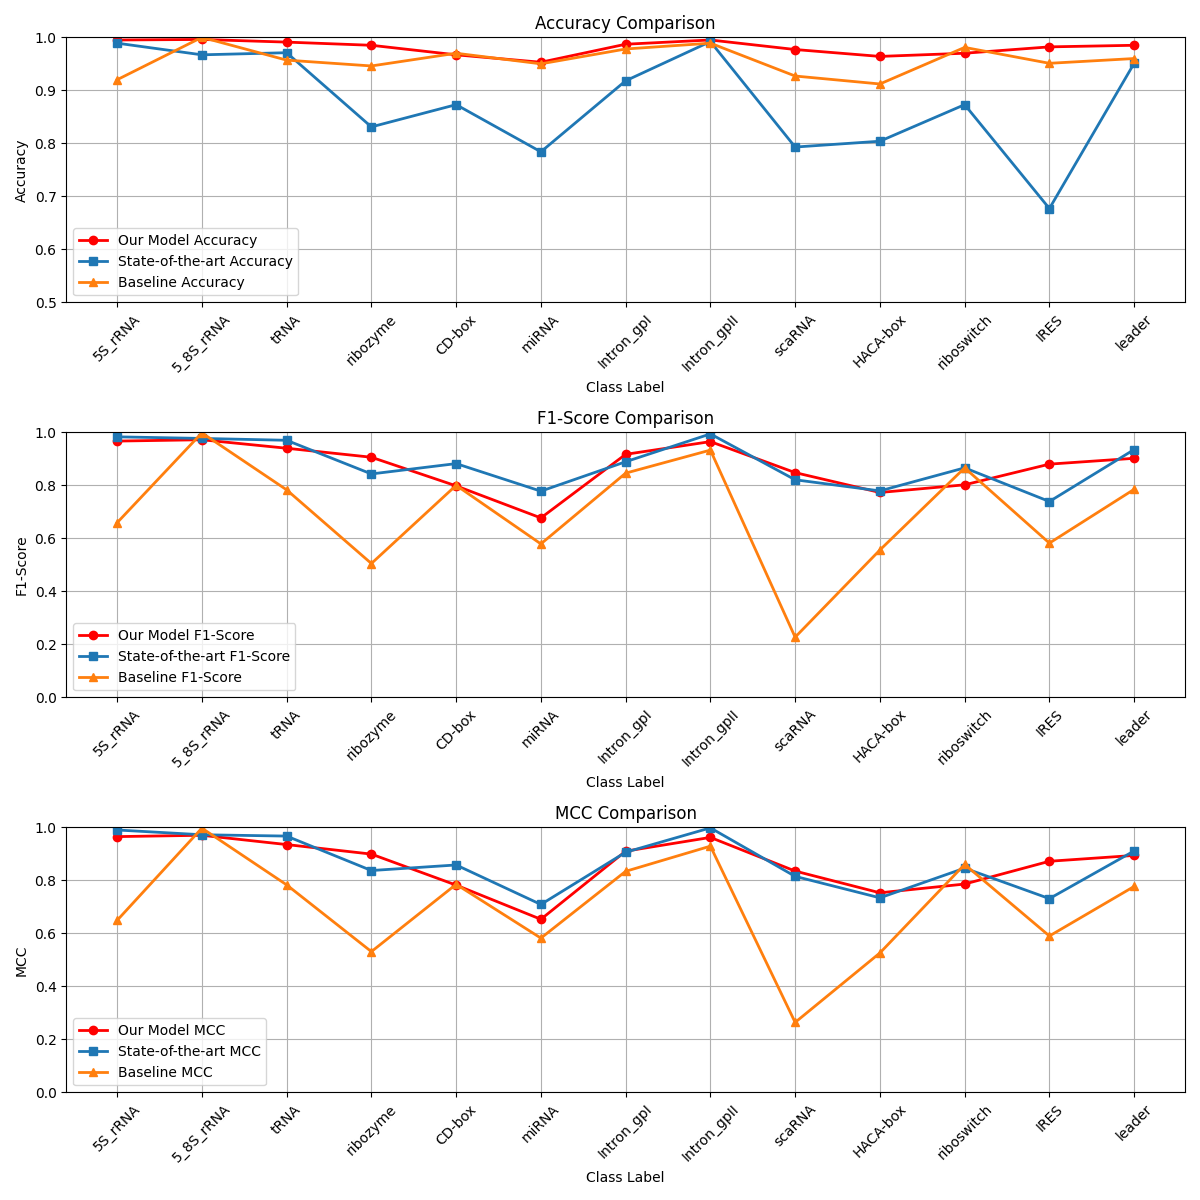 Accuracy Comparison
1.0
0.9
0.8
0.7
0.6
0.5
Accuracy
Our Model Accuracy
State-of-the-art Accuracy
Baseline Accuracy
5S_rRNA
5_8S_rRNA
tRNA
ribozyme
CD-box
miRNA
Intron_gpI
Intron_gpII
scaRNA
HACA-box
riboswitch
IRES
leader
Class Label
F1-Score Comparison
1.0
0.8
0.6
0.4
0.2
0.0
F1-Score
Our Model F1-Score
State-of-the-art F1-Score
Baseline F1-Score
5S_rRNA
5_8S_rRNA
tRNA
ribozyme
CD-box
miRNA
Intron_gpI
Intron_gpII
scaRNA
HACA-box
riboswitch
IRES
leader
Class Label
MCC Comparison
1.0
0.8
0.6
0.4
0.2
0.0
MCC
Our Model MCC
State-of-the-art MCC
Baseline MCC
5S_rRNA
5_8S_rRNA
tRNA
ribozyme
CD-box
miRNA
Intron_gpI
Intron_gpII
scaRNA
HACA-box
riboswitch
IRES
leader
Class Label